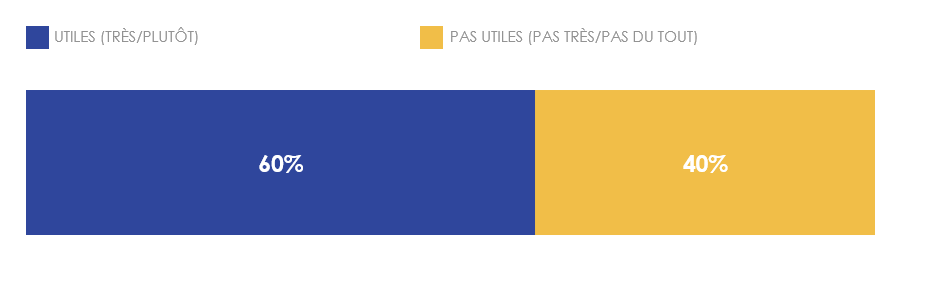 UTILES (TRÈS/PLUTÔT)
PAS UTILES (PAS TRÈS/PAS DU TOUT)
60%
40%